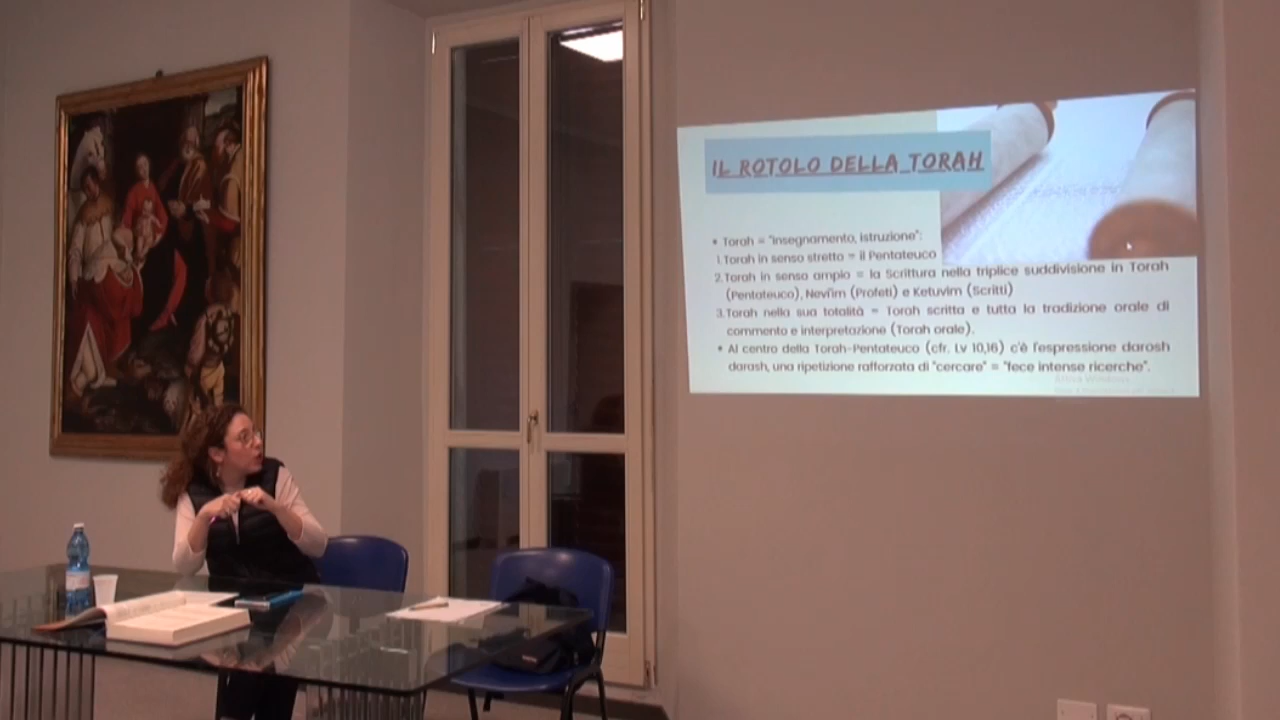 IL ROTOLO DELLA TORAH
• Torah = "insegnamento, istruzione":
1. Torah in senso stretto = il Pentateuco
2. Torah in senso ampio = la Scrittura nella triplice suddivisione in Torah
(Pentateuco), Nevi'im (Profeti) e Ketuvim (Scritti)
3. Torah nella sua totalità = Torah scritta e tutta la tradizione orale di
commento e interpretazione (Torah orale).
• Al centro della Torah-Pentateuco (cfr. Lv 10,16) c'è l'espressione darosh
darash, una ripetizione rafforzata di "cercare" = "fece intense ricerche".
Attiva Windows